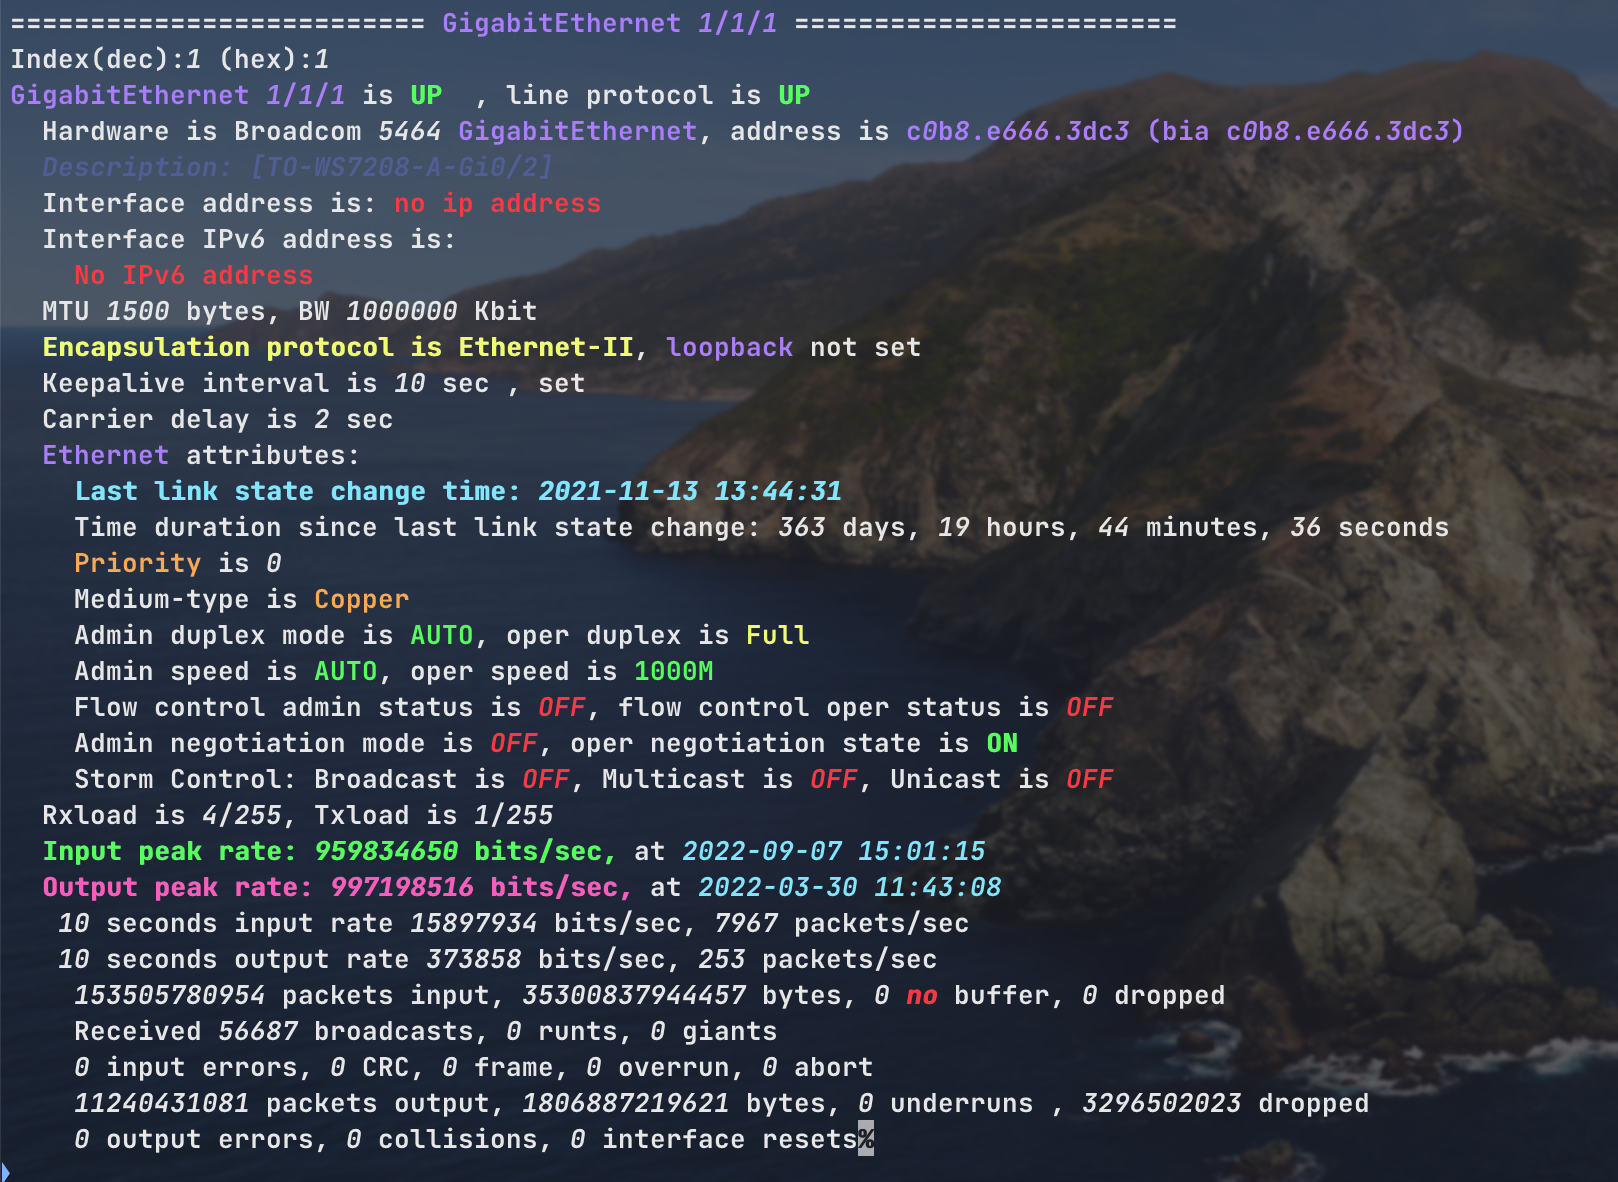 ========================== GigabitEthernet 1/1/1 ========================
Index(dec):1 (hex):1
GigabitEthernet 1/1/1 is UP  , line protocol is UP
  Hardware is Broadcom 5464 GigabitEthernet, address is c0b8.e666.3dc3 (bia c0b8.e666.3dc3)
  Description: [TO-WS7208-A-Gi0/2]
  Interface address is: no ip address
  Interface IPv6 address is:
    No IPv6 address
  MTU 1500 bytes, BW 1000000 Kbit
  Encapsulation protocol is Ethernet-II, loopback not set
  Keepalive interval is 10 sec , set
  Carrier delay is 2 sec
  Ethernet attributes:
    Last link state change time: 2021-11-13 13:44:31
    Time duration since last link state change: 363 days, 19 hours, 44 minutes, 36 seconds
    Priority is 0
    Medium-type is Copper
    Admin duplex mode is AUTO, oper duplex is Full
    Admin speed is AUTO, oper speed is 1000M
    Flow control admin status is OFF, flow control oper status is OFF
    Admin negotiation mode is OFF, oper negotiation state is ON
    Storm Control: Broadcast is OFF, Multicast is OFF, Unicast is OFF
  Rxload is 4/255, Txload is 1/255
  Input peak rate: 959834650 bits/sec, at 2022-09-07 15:01:15
  Output peak rate: 997198516 bits/sec, at 2022-03-30 11:43:08
   10 seconds input rate 15897934 bits/sec, 7967 packets/sec
   10 seconds output rate 373858 bits/sec, 253 packets/sec
    153505780954 packets input, 35300837944457 bytes, 0 no buffer, 0 dropped
    Received 56687 broadcasts, 0 runts, 0 giants
    0 input errors, 0 CRC, 0 frame, 0 overrun, 0 abort
    11240431081 packets output, 1806887219621 bytes, 0 underruns , 3296502023 dropped
    0 output errors, 0 collisions, 0 interface resets%